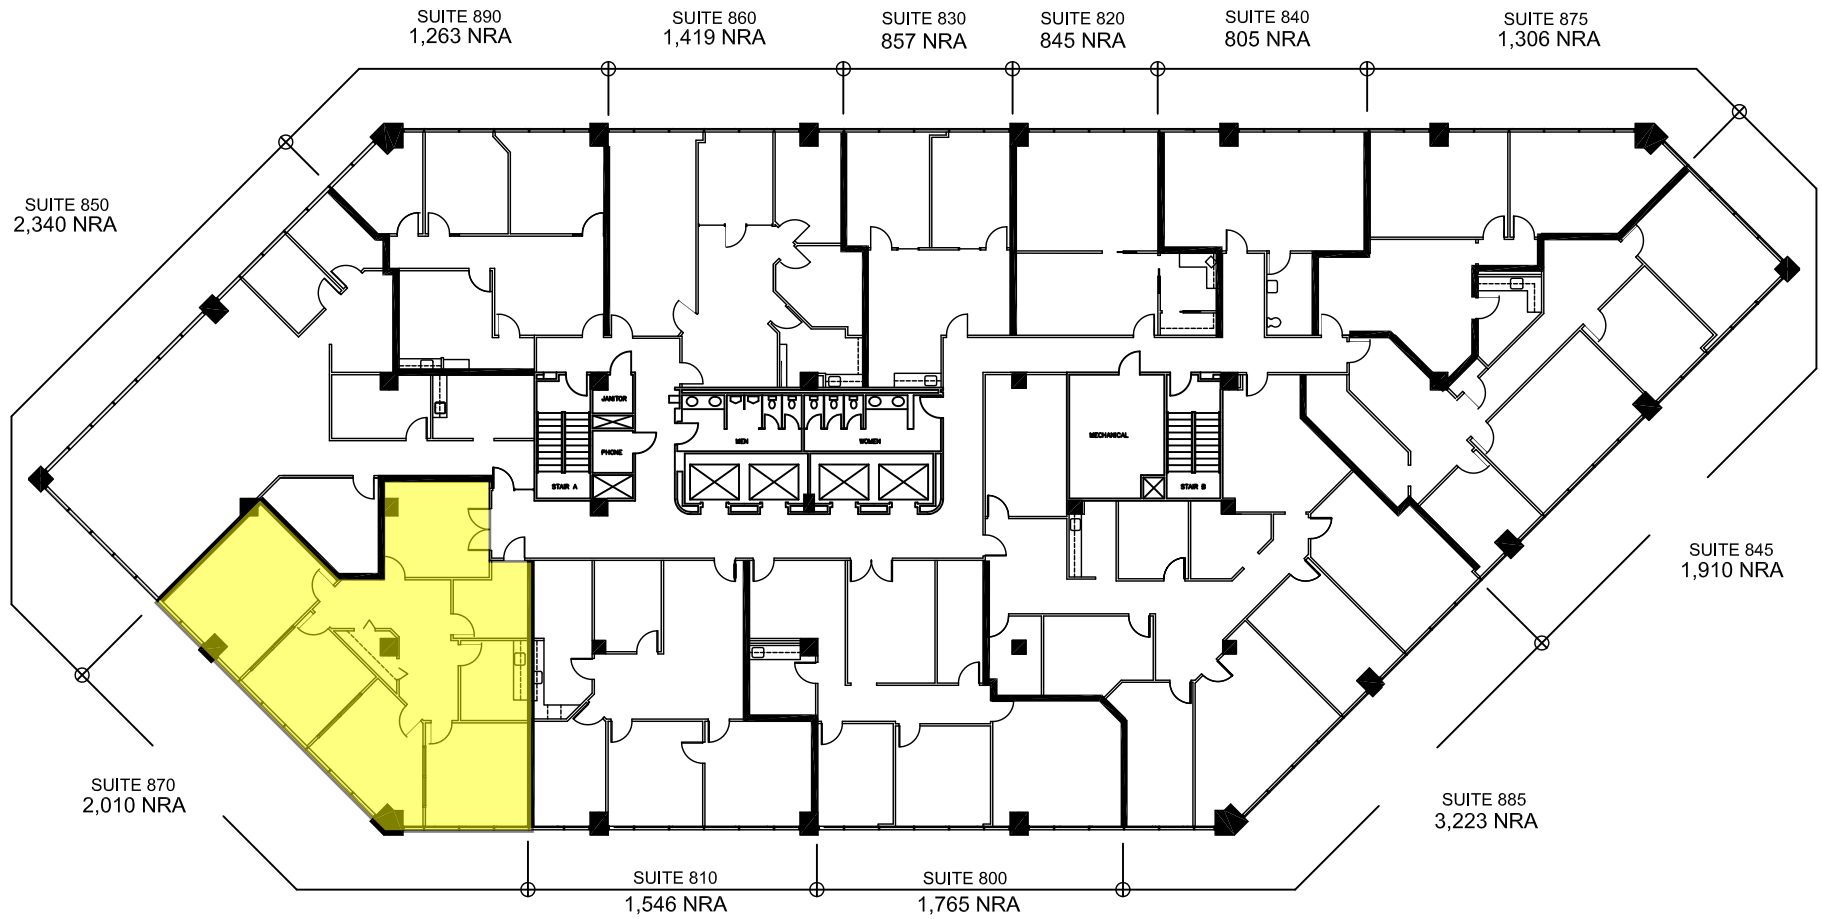 SUITE 890
1,263 NRA
SUITE 860
1,419 NRA
SUITE 830
857 NRA
SUITE 820
845 NRA
SUITE 840
805 NRA
SUITE 875
1,306 NRA
SUITE 850
2,340 NRA
JANITOR
PHONE
STAIR A
MEN
WOMEN
MECHANICAL
STAIR B
SUITE 845
1,910 NRA
SUITE 870
2,010 NRA
SUITE 885
3,223 NRA
SUITE 810
1,546 NRA
SUITE 800
1,765 NRA